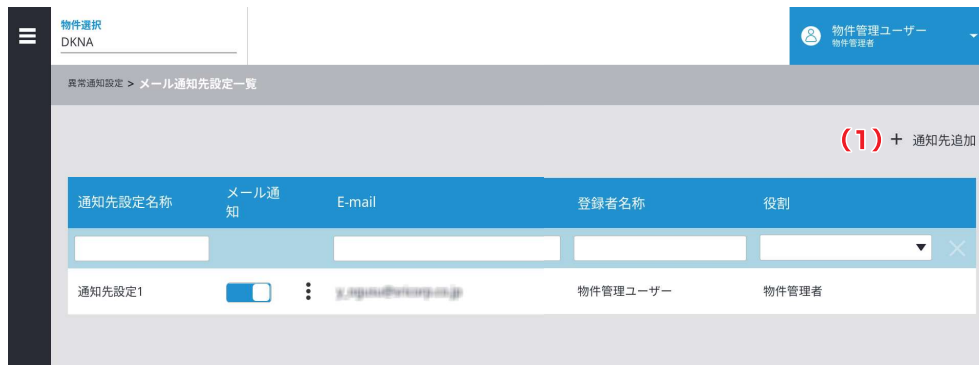 物件選択
DKNA
物件管理ユーザー
物件管理者
異常通知設定 > メール通知先設定一覧
(1) + 通知先追加
通知先設定名称
メール通
知
E-mail
登録者名称
役割
通知先設定1
物件管理ユーザー
物件管理者